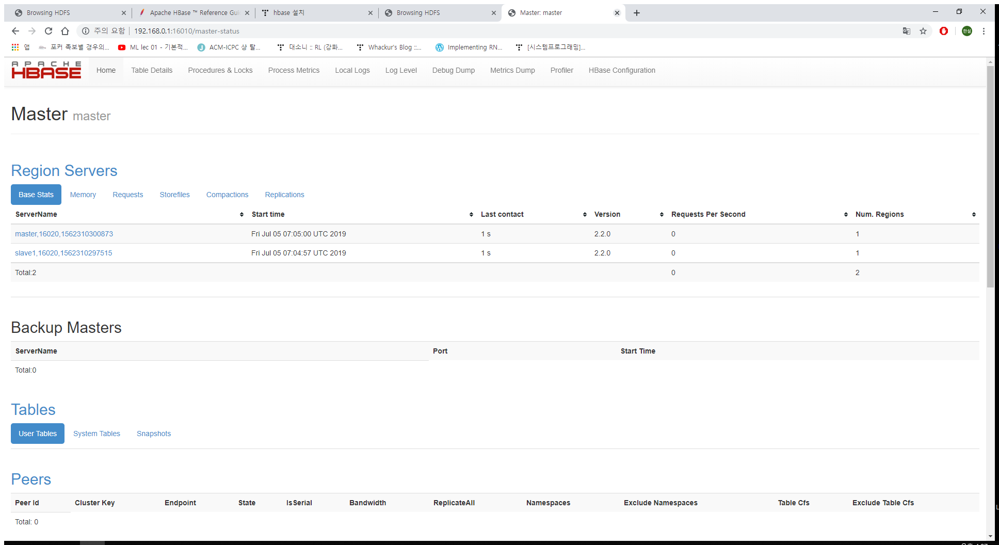 Browsing HDFS
Apache HBase ™ Reference Gui
hbase 설치
Browsing HDFS
Master: master
주의 요함 192.168.0.1:16010/master-status
한설
앱
포커 족보별 경우의...
ML lec 01 - 기본적...
ACM-ICPC 상 탈...
대소니 :: RL (강화...
Whackur's Blog ::...
Implementing RN...
[시스템프로그래밍]...
APACHE HBASE
Home Table Details Procedures & Locks Process Metrics Local Logs Log Level Debug Dump Metrics Dump Profiler HBase Configuration
Master master
Region Servers
Base Stats Memory Requests Storefiles Compactions Replications
ServerName Start time Last contact Version Requests Per Second Num. Regions
master,16020,1562310300873 Fri Jul 05 07:05:00 UTC 2019 1 s 2.2.0 0 1
slave1,16020,1562310297515 Fri Jul 05 07:04:57 UTC 2019 1 s 2.2.0 0 1
Total:2 0 2
Backup Masters
ServerName Port Start Time
Total:0
Tables
User Tables System Tables Snapshots
Peers
Peer Id Cluster Key Endpoint State IsSerial Bandwidth ReplicateAll Namespaces Exclude Namespaces Table Cfs Exclude Table Cfs
Total: 0